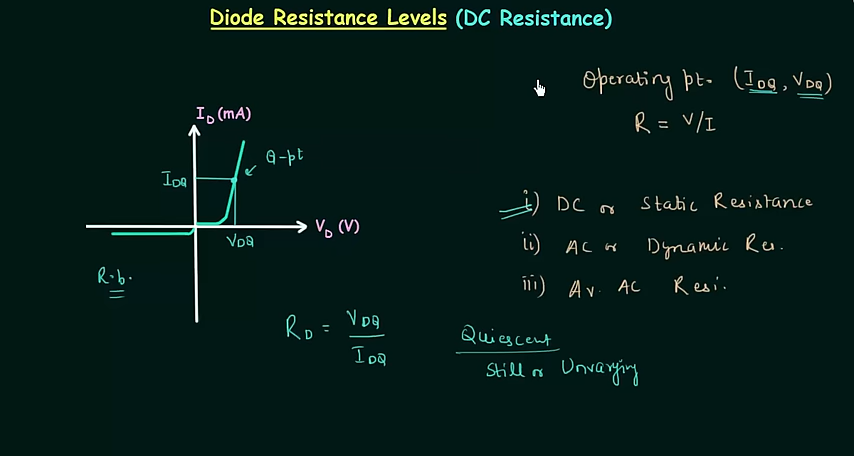 Diode Resistance Levels (DC Resistance)
Operating pt. (IDQ, VDQ)
R = V/I
ID (mA)
Q-pt
IDQ
VD (V)
VDQ
R.b.
i) DC or Static Resistance
ii) AC or Dynamic Res.
iii) Av. AC Resi.
RD = VDQ / IDQ
Quiescent
Still or Unvarying